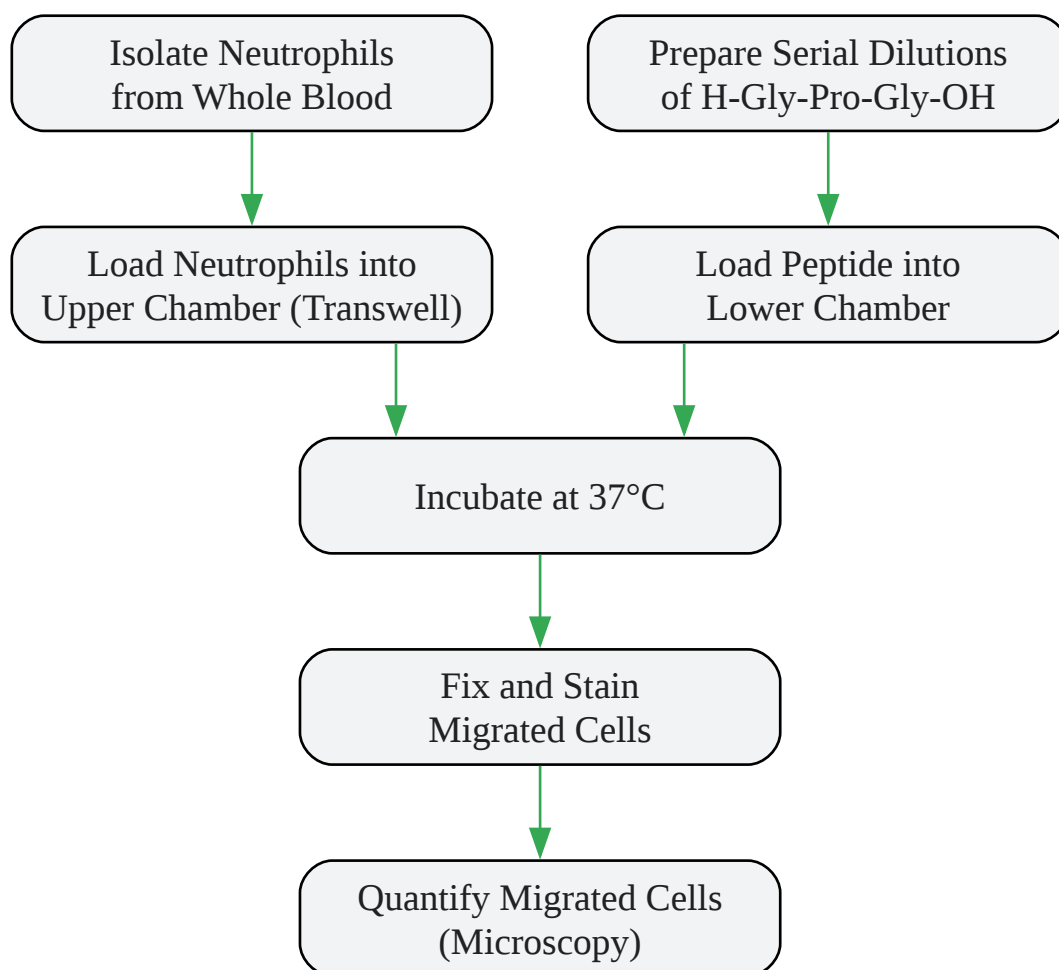 Isolate Neutrophils
from Whole Blood
Prepare Serial Dilutions
of H-Gly-Pro-Gly-OH
Load Neutrophils into
Upper Chamber (Transwell)
Load Peptide into
Lower Chamber
Incubate at 37°C
Fix and Stain
Migrated Cells
Quantify Migrated Cells
(Microscopy)